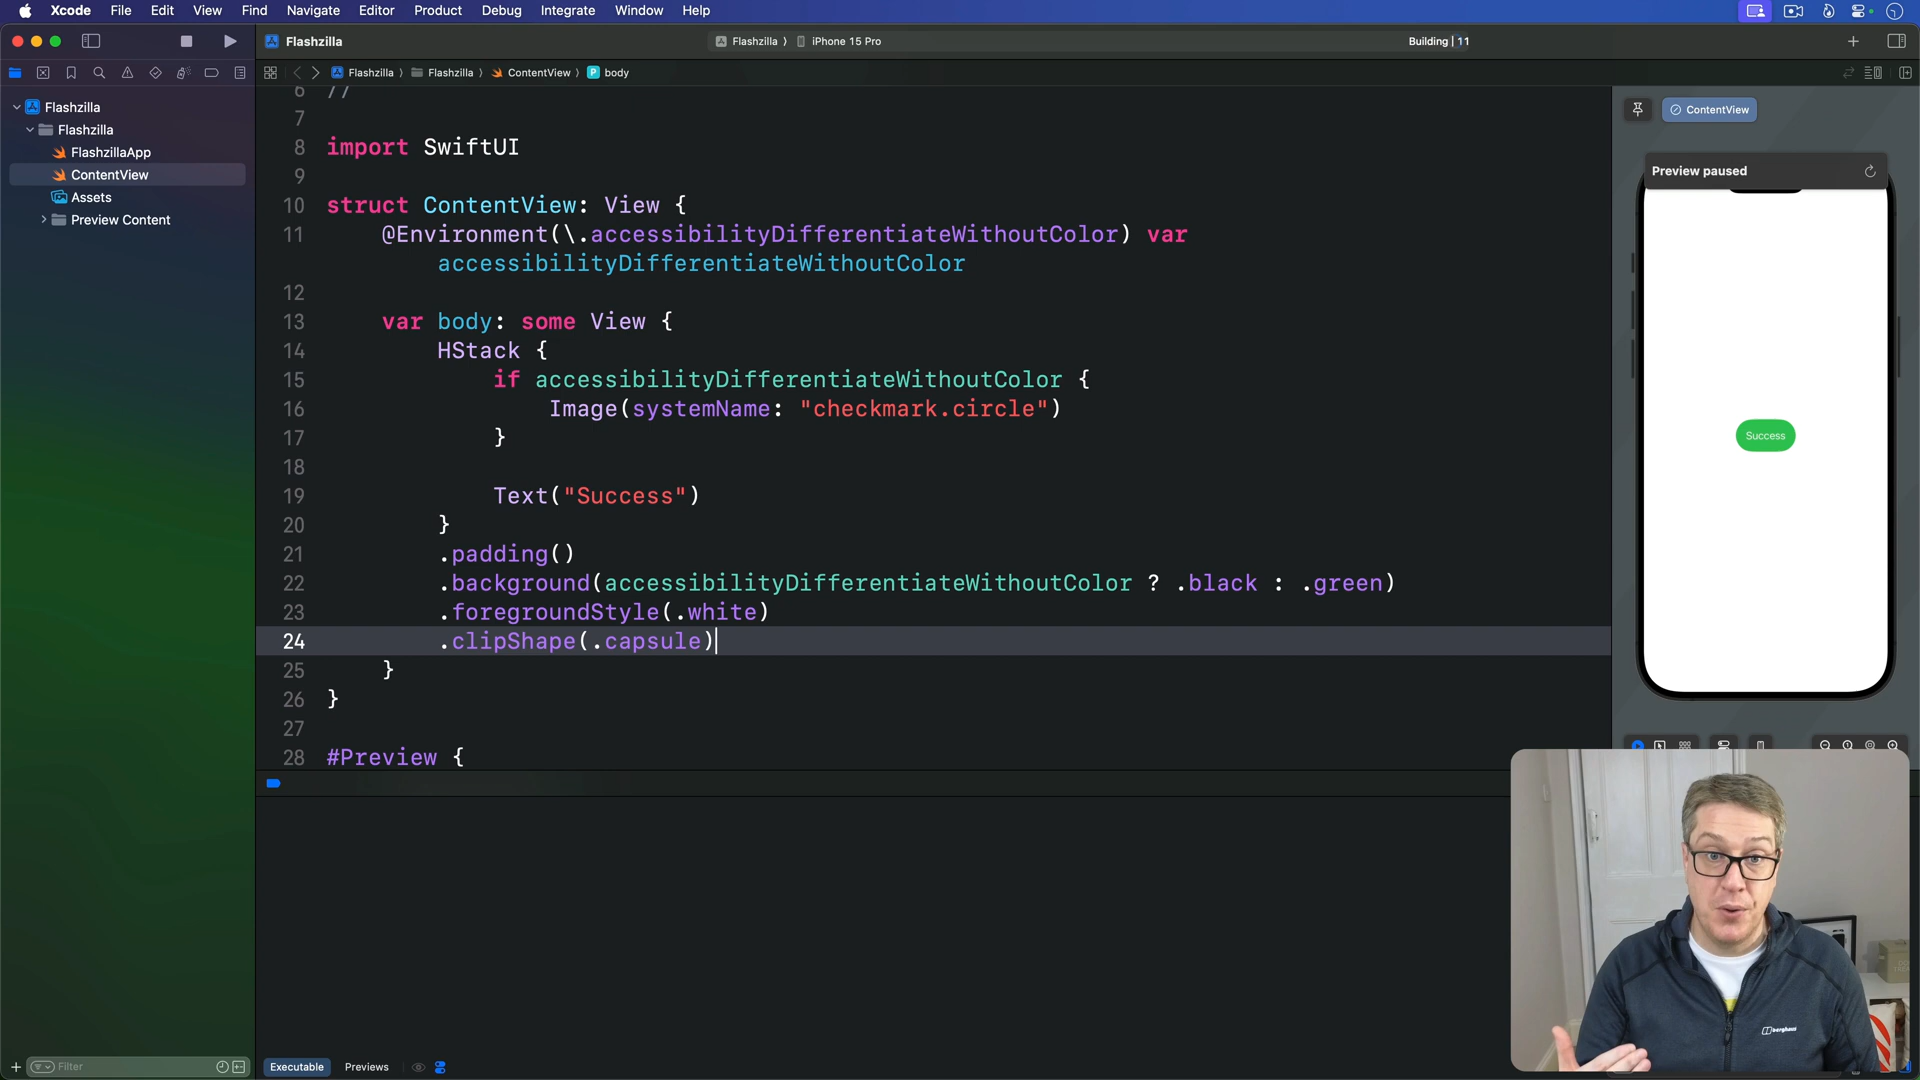 Xcode File Edit View Find Navigate Editor Product Debug Integrate Window Help
Flashzilla
Flashzilla 〉 iPhone 15 Pro
Building | 11
Flashzilla 〉 Flashzilla 〉 ContentView 〉 P body
Flashzilla
Flashzilla
FlashzillaApp
ContentView
Assets
Preview Content
6 //
7
8 import SwiftUI
9
10 struct ContentView: View {
11 @Environment(\.accessibilityDifferentiateWithoutColor) var
accessibilityDifferentiateWithoutColor
12
13 var body: some View {
14 HStack {
15 if accessibilityDifferentiateWithoutColor {
16 Image(systemName: "checkmark.circle")
17 }
18
19 Text("Success")
20 }
21 .padding()
22 .background(accessibilityDifferentiateWithoutColor ? .black : .green)
23 .foregroundStyle(.white)
24 .clipShape(.capsule)
25 }
26 }
27
28 #Preview {
ContentView
Preview paused
Success
berghaus
Filter
Executable Previews